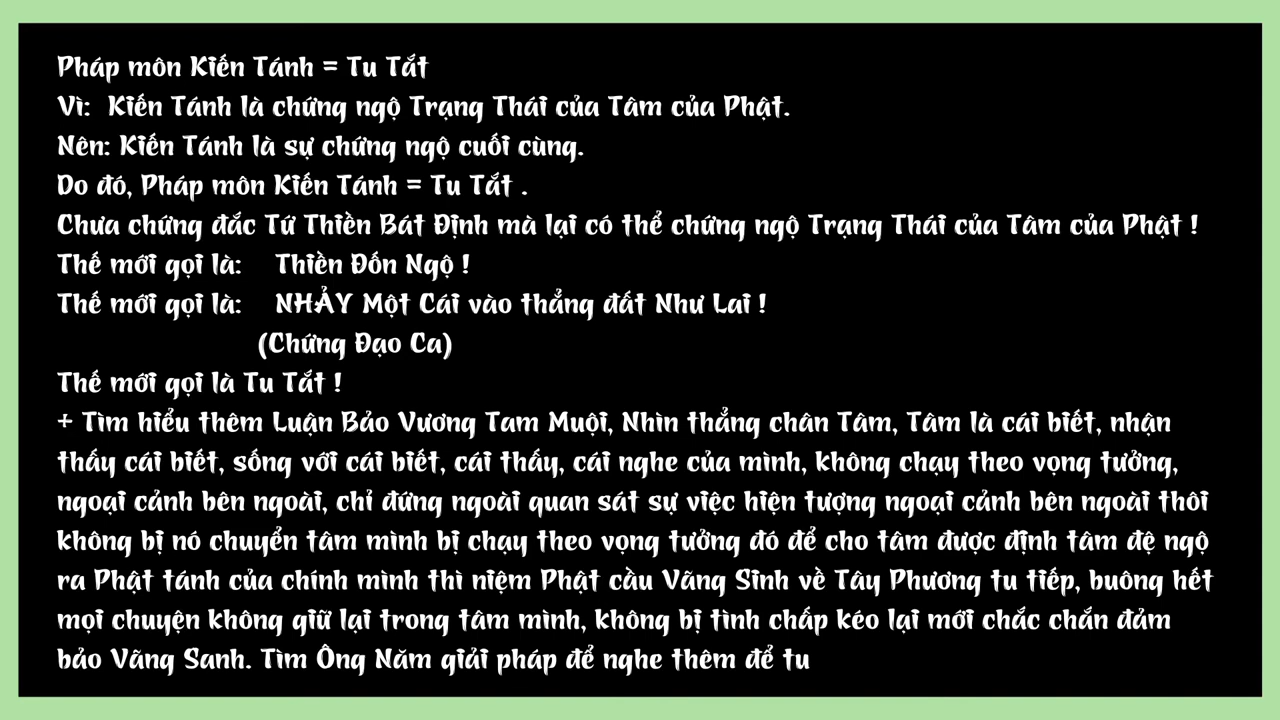 Pháp môn Kiến Tánh = Tu Tắt
Vì: Kiến Tánh là chứng ngộ Trạng Thái của Tâm của Phật.
Nên: Kiến Tánh là sự chứng ngộ cuối cùng.
Do đó, Pháp môn Kiến Tánh = Tu Tắt .
Chưa chứng đắc Tứ Thiền Bát Định mà lại có thể chứng ngộ Trạng Thái của Tâm của Phật !
Thế mới gọi là: Thiền Đốn Ngộ !
Thế mới gọi là: NHẢY Một Cái vào thẳng đất Như Lai !
(Chứng Đạo Ca)
Thế mới gọi là Tu Tắt !
+ Tìm hiểu thêm Luận Bảo Vương Tam Muội, Nhìn thẳng chân Tâm, Tâm là cái biết, nhận
thấy cái biết, sống với cái biết, cái thấy, cái nghe của mình, không chạy theo vọng tưởng,
ngoại cảnh bên ngoài, chỉ đứng ngoài quan sát sự việc hiện tượng ngoại cảnh bên ngoài thôi
không bị nó chuyển tâm mình bị chạy theo vọng tưởng đó để cho tâm được định tâm đệ ngộ
ra Phật tánh của chính mình thì niệm Phật cầu Vãng Sinh về Tây Phương tu tiếp, buông hết
mọi chuyện không giữ lại trong tâm mình, không bị tình chấp kéo lại mới chắc chắn đảm
bảo Vãng Sanh. Tìm Ông Năm giải pháp để nghe thêm để tu